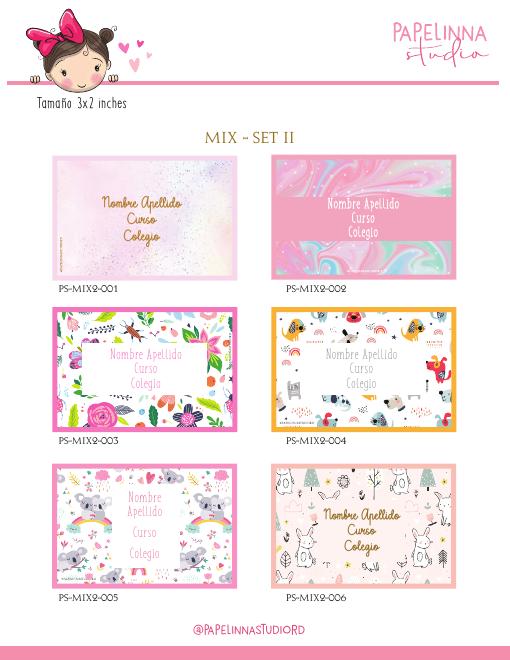 PAPELINNA
studio
Tamaño 3x2 inches
MIX - SET II
Nombre Apellido
Curso
Colegio
PS-MIX2-001
Nombre Apellido
Curso
Colegio
PS-MIX2-002
Nombre Apellido
Curso
Colegio
PS-MIX2-003
Nombre Apellido
Curso
Colegio
PS-MIX2-004
Nombre
Apellido
Curso
Colegio
PS-MIX2-005
Nombre Apellido
Curso
Colegio
PS-MIX2-006
@PAPELINNASTUDIORD